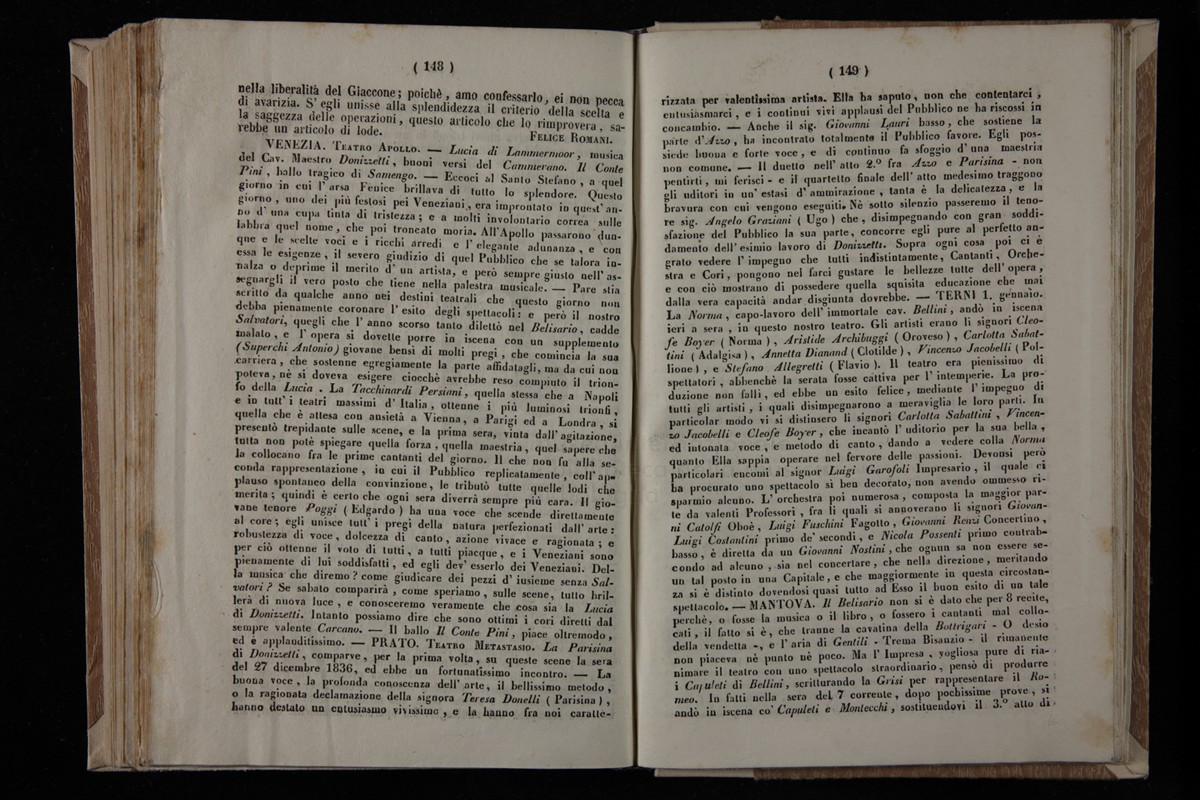 ( 148 )
nella liberalità del Giaccone; poichè, amo confessarlo, ei non pecca
di avarizia. S' egli unisse alla splendidezza il criterio della scelta e
la saggezza delle operazioni, questo articolo che lo rimprovera, sa-
rebbe un articolo di lode. FELICE ROMANI.
VENEZIA. TEATRO APOLLO. — Lucia di Lammermoor, musica
del Cav. Maestro Donizzetti, buoni versi del Cammerano. Il Conte
Pini, ballo tragico di Samengo. — Eccoci al Santo Stefano, a quel
giorno in cui l' arsa Fenice brillava di tutto lo splendore. Questo
giorno, uno dei più festosi pei Veneziani, era improntato in quest' an-
no d' una cupa tinta di tristezza; e a molti involontario correa sulle
labbra quel nome, che poi troncato moria. All'Apollo passarono dun-
que e le scelte voci e i ricchi arredi e l' elegante adunanza, e con
essa le esigenze, il severo giudizio di quel Pubblico che se talora in-
nalza o deprime il merito d' un artista, e però sempre giusto nell' as-
segnargli il vero posto che tiene nella palestra musicale. — Pare stia
scritto da qualche anno nei destini teatrali che questo giorno non
debba pienamente coronare l' esito degli spettacoli: e però il nostro
Salvatori, quegli che l' anno scorso tanto dilettò nel Belisario, cadde
malato, e l' opera si dovette porre in iscena con un supplemento
(Superchi Antonio) giovane bensì di molti pregi, che comincia la sua
carriera, che sostenne egregiamente la parte affidatagli, ma da cui non
poteva, nè si doveva esigere ciocchè avrebbe reso compiuto il trion-
fo della Lucia. La Tacchinardi Persiani, quella stessa che a Napoli
e in tutt' i teatri massimi d' Italia, ottenne i più luminosi trionfi,
quella che è attesa con ansietà a Vienna, a Parigi ed a Londra, si
presentò trepidante sulle scene, e la prima sera, vinta dall' agitazione,
tutta non potè spiegare quella forza, quella maestria, quel sapere che
la collocano fra le prime cantanti del giorno. Il che non fu alla se-
conda rappresentazione, in cui il Pubblico replicatamente, coll' ap-
plauso spontaneo della convinzione, le tributò tutte quelle lodi che
merita; quindi è certo che ogni sera diverrà sempre più cara. Il gio-
vane tenore Poggi (Edgardo) ha una voce che scende direttamente
al core; egli unisce tutt' i pregi della natura perfezionati dall' arte:
robustezza di voce, dolcezza di canto, azione vivace e ragionata; e
per ciò ottenne il voto di tutti, a tutti piacque, e i Veneziani sono
pienamente di lui soddisfatti, ed egli dev' esserlo dei Veneziani. Del-
la musica che diremo? come giudicare dei pezzi d' insieme senza Sal-
vatori? Se sabato comparirà, come speriamo, sulle scene, tutto bril-
lerà di nuova luce, e conosceremo veramente che cosa sia la Lucia
di Donizzetti. Intanto possiamo dire che sono ottimi i cori diretti dal
sempre valente Carcano. — Il ballo Il Conte Pini, piace oltremodo,
ed è applauditissimo. — PRATO. TEATRO METASTASIO. La Parisina
di Donizzetti, comparve, per la prima volta, su queste scene la sera
del 27 dicembre 1836, ed ebbe un fortunatissimo incontro. — La
buona voce, la profonda conoscenza dell' arte, il bellissimo metodo,
o la ragionata declamazione della signora Teresa Donelli (Parisina),
hanno destato un entusiasmo vivissimo, e la hanno fra noi caratte-
( 149 )
rizzata per valentissima artista. Ella ha saputo, non che contentarci,
entusiasmarci, e i continui vivi applausi del Pubblico ne ha riscossi in
concambio. — Anche il sig. Giovanni Lauri basso, che sostiene la
parte d'Azzo, ha incontrato totalmente il Pubblico favore. Egli pos-
siede buona e forte voce, e di continuo fa sfoggio d' una maestria
non comune. — Il duetto nell' atto 2.° fra Azzo e Parisina - non
pentirti, mi ferisci - e il quartetto finale dell' atto medesimo traggono
gli uditori in un' estasi d' ammirazione, tanta è la delicatezza, e la
bravura con cui vengono eseguiti. Nè sotto silenzio passeremo il teno-
re sig. Angelo Graziani (Ugo) che, disimpegnando con gran soddi-
sfazione del Pubblico la sua parte, concorre egli pure al perfetto an-
damento dell' esimio lavoro di Donizzetti. Sopra ogni cosa poi ci è
grato vedere l' impegno che tutti indistintamente, Cantanti, Orche-
stra e Cori, pongono nel farci gustare le bellezze tutte dell' opera,
e con ciò mostrano di possedere quella squisita educazione che mai
dalla vera capacità andar disgiunta dovrebbe. — TERNI 1. gennaio.
La Norma, capo-lavoro dell' immortale cav. Bellini, andò in iscena
ieri a sera, in questo nostro teatro. Gli artisti erano li signori Cleo-
fe Boyer (Norma), Aristide Archibuggi (Oroveso), Carlotta Sabat-
tini (Adalgisa), Annetta Dianand (Clotilde), Vincenzo Jacobelli (Pol-
lione), e Stefano Allegretti (Flavio). Il teatro era pienissimo di
spettatori, abbenchè la serata fosse cattiva per l' intemperie. La pro-
duzione non fallì, ed ebbe un esito felice, mediante l' impegno di
tutti gli artisti, i quali disimpegnarono a meraviglia le loro parti. In
particolar modo vi si distinsero li signori Carlotta Sabattini, Vincen-
zo Jacobelli e Cleofe Boyer, che incantò l' uditorio per la sua bella,
ed intonata voce, e metodo di canto, dando a vedere colla Norma
quanto Ella sappia operare nel fervore delle passioni. Devonsi però
particolari encomi al signor Luigi Garofoli Impresario, il quale ci
ha procurato uno spettacolo sì ben decorato, non avendo ommesso ri-
sparmio alcuno. L' orchestra poi numerosa, composta la maggior par-
te da valenti Professori, fra li quali si annoverano li signori Giovan-
ni Catolfi Oboè, Luigi Fuschini Fagotto, Giovanni Renzi Concertino,
Luigi Costantini primo de' secondi, e Nicola Possenti primo contrab-
basso, è diretta da un Giovanni Nostini, che ognun sa non essere se-
condo ad alcuno, sia nel concertare, che nella direzione, meritando
un tal posto in una Capitale, e che maggiormente in questa circostan-
za si è distinto dovendosi quasi tutto ad Esso il buon esito di un tale
spettacolo. — MANTOVA. Il Belisario non si è dato che per 8 recite,
perchè, o fosse la musica o il libro, o fossero i cantanti mal collo-
cati, il fatto si è, che tranne la cavatina della Bottrigari - O desio
della vendetta -, e l' aria di Gentili - Trema Bisanzio - il rimanente
non piaceva nè punto nè poco. Ma l' Impresa, vogliosa pure di ria-
nimare il teatro con uno spettacolo straordinario, pensò di produrre
i Capuleti di Bellini, scritturando la Grisi per rappresentare il Ro-
meo. In fatti nella sera del 7 corrente, dopo pochissime prove, si
andò in iscena co' Capuleti e Montecchi, sostituendovi il 3.° atto di